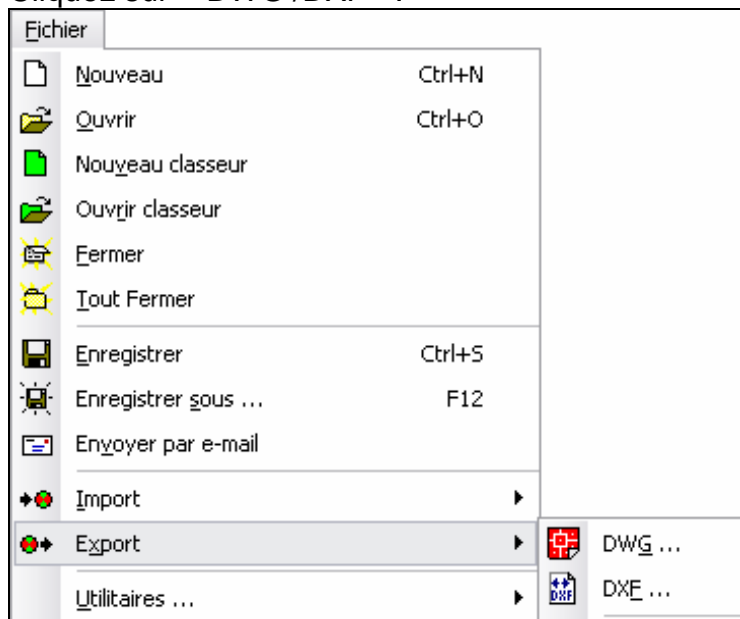 Fichier
Nouveau Ctrl+N
Ouvrir Ctrl+O
Nouveau classeur
Ouvrir classeur
Fermer
Tout Fermer
Enregistrer Ctrl+S
Enregistrer sous ... F12
Envoyer par e-mail
Import
Export
DWG ...
DXF
DXF ...
Utilitaires ...